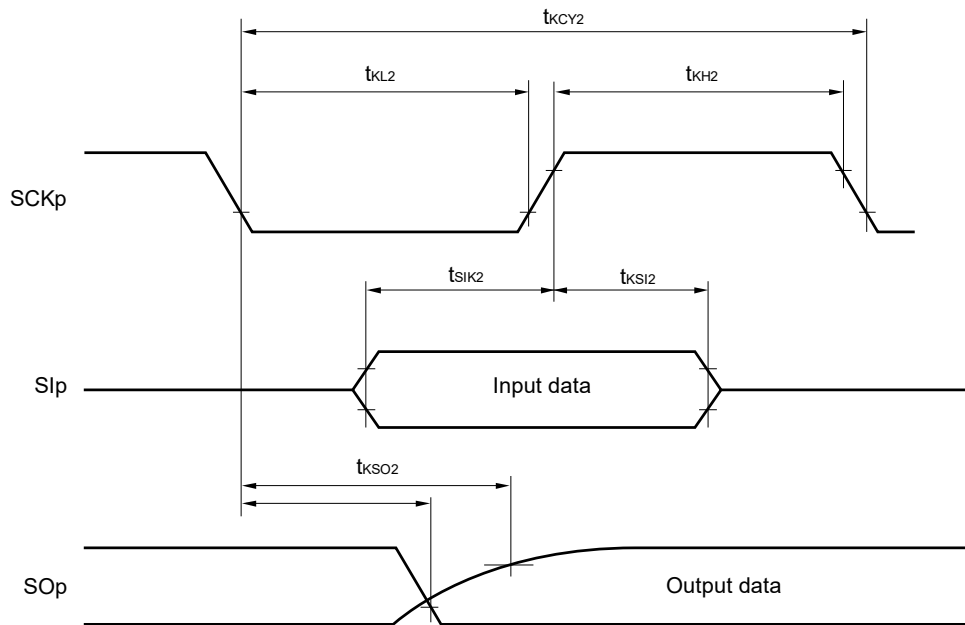 tKCY2
tKL2
tKH2
SCKp
tSIK2
tKSI2
SIp
Input data
tKSO2
SOp
Output data